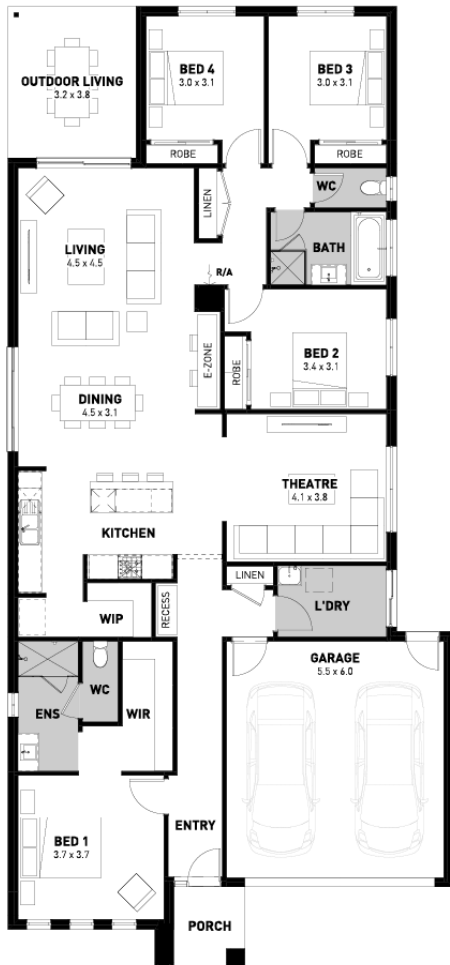 OUTDOOR LIVING
3.2 x 3.8
BED 4
3.0 x 3.1
BED 3
3.0 x 3.1
ROBE
ROBE
LINEN
WC
BATH
LIVING
4.5 x 4.5
R/A
E-ZONE
ROBE
BED 2
3.4 x 3.1
DINING
4.5 x 3.1
THEATRE
4.1 x 3.8
KITCHEN
LINEN
L'DRY
WIP
RECESS
GARAGE
5.5 x 6.0
WC
ENS
WIR
BED 1
3.7 x 3.7
ENTRY
PORCH